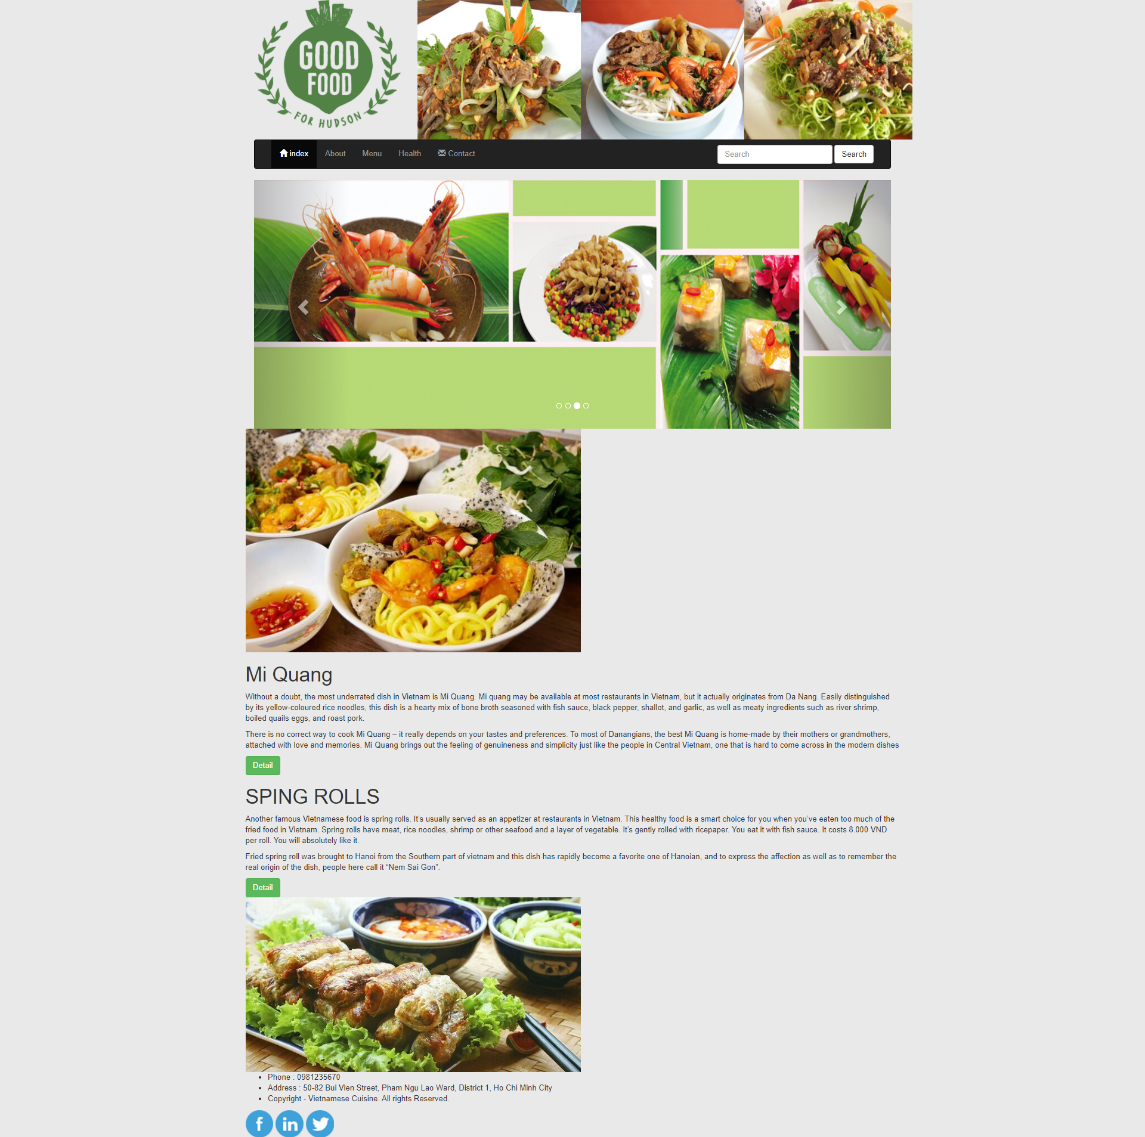 GOOD
FOOD
FOR HUDSON
index About Menu Health Contact Search Search
Mi Quang
Without a doubt, the most underrated dish in Vietnam is Mi Quang. Mi quang may be available at most restaurants in Vietnam, but it actually originates from Da Nang. Easily distinguished
by its yellow-coloured rice noodles, this dish is a hearty mix of bone broth seasoned with fish sauce, black pepper, shallot, and garlic, as well as meaty ingredients such as river shrimp,
boiled quails eggs, and roast pork.
There is no correct way to cook Mi Quang – it really depends on your tastes and preferences. To most of Danangians, the best Mi Quang is home-made by their mothers or grandmothers,
attached with love and memories. Mi Quang brings out the feeling of genuineness and simplicity just like the people in Central Vietnam, one that is hard to come across in the modern dishes
Detail
SPING ROLLS
Another famous Vietnamese food is spring rolls. It's usually served as an appetizer at restaurants in Vietnam. This healthy food is a smart choice for you when you've eaten too much of the
fried food in Vietnam. Spring rolls have meat, rice noodles, shrimp or other seafood and a layer of vegetable. It's gently rolled with ricepaper. You eat it with fish sauce. It costs 8.000 VND
per roll. You will absolutely like it.
Fried spring roll was brought to Hanoi from the Southern part of vietnam and this dish has rapidly become a favorite one of Hanoian, and to express the affection as well as to remember the
real origin of the dish, people here call it “Nem Sai Gon”.
Detail
Phone : 0981235670
Address : 50-82 Bui Vien Street, Pham Ngu Lao Ward, District 1, Ho Chi Minh City
Copyright - Vietnamese Cuisine. All rights Reserved.
f in